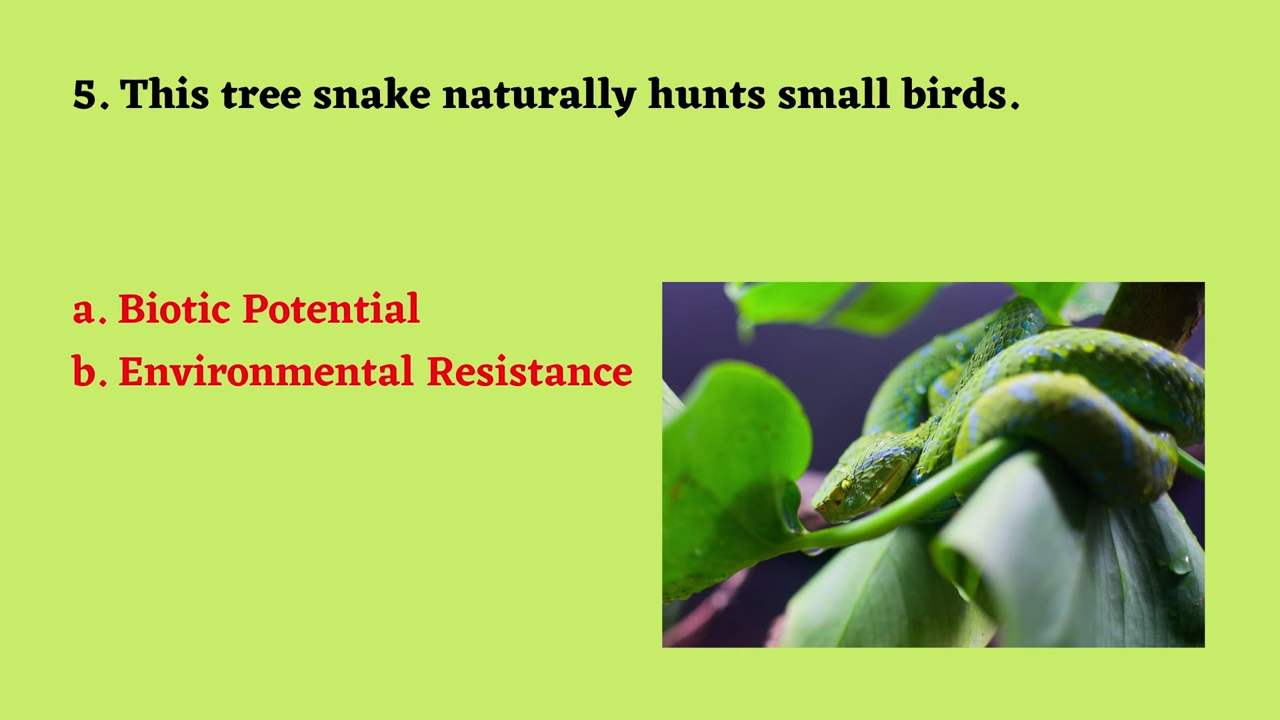 5. This tree snake naturally hunts small birds.
a. Biotic Potential
b. Environmental Resistance